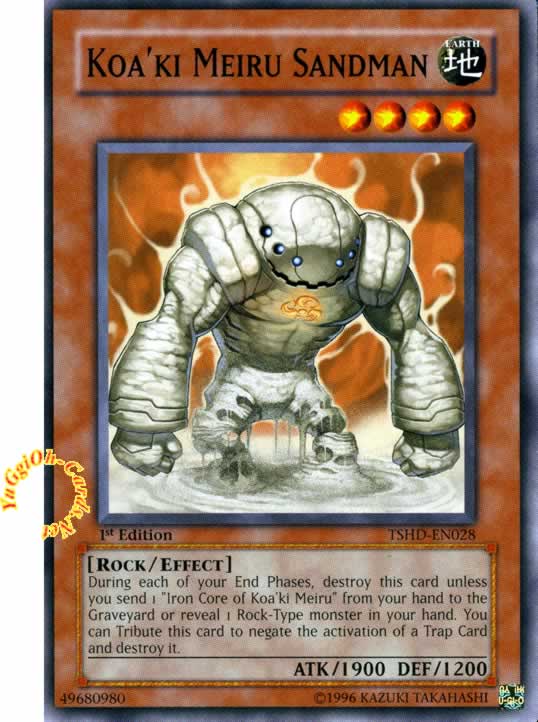 KOA'KI MEIRU SANDMAN
EARTH
地
YuGgiOh-Cards.Net
1st Edition
TSHD-EN028
[ROCK/EFFECT]
During each of your End Phases, destroy this card unless
you send 1 "Iron Core of Koa'ki Meiru" from your hand to the
Graveyard or reveal 1 Rock-Type monster in your hand. You
can Tribute this card to negate the activation of a Trap Card
and destroy it.
ATK/1900 DEF/1200
49680980
©1996 KAZUKI TAKAHASHI